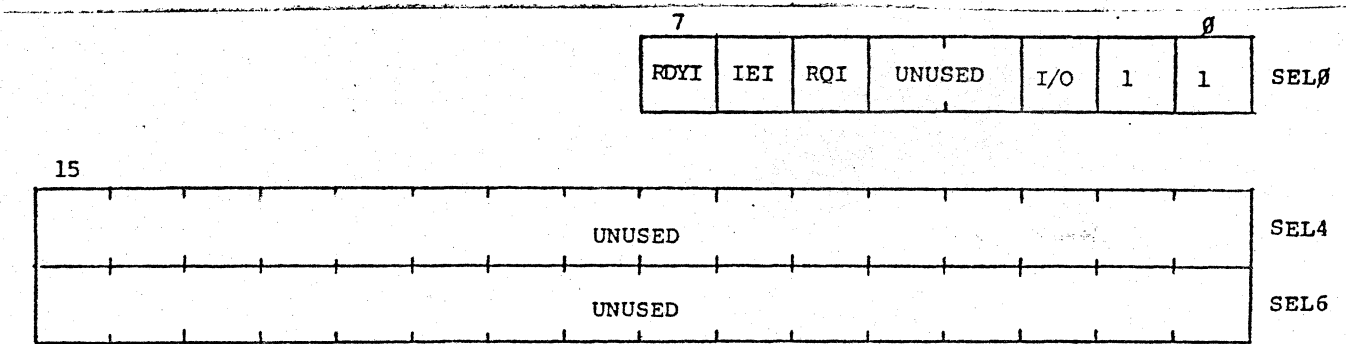 7 Ø
RDYI IEI RQI UNUSED I/O 1 1 SELØ
15
UNUSED SEL4
UNUSED SEL6